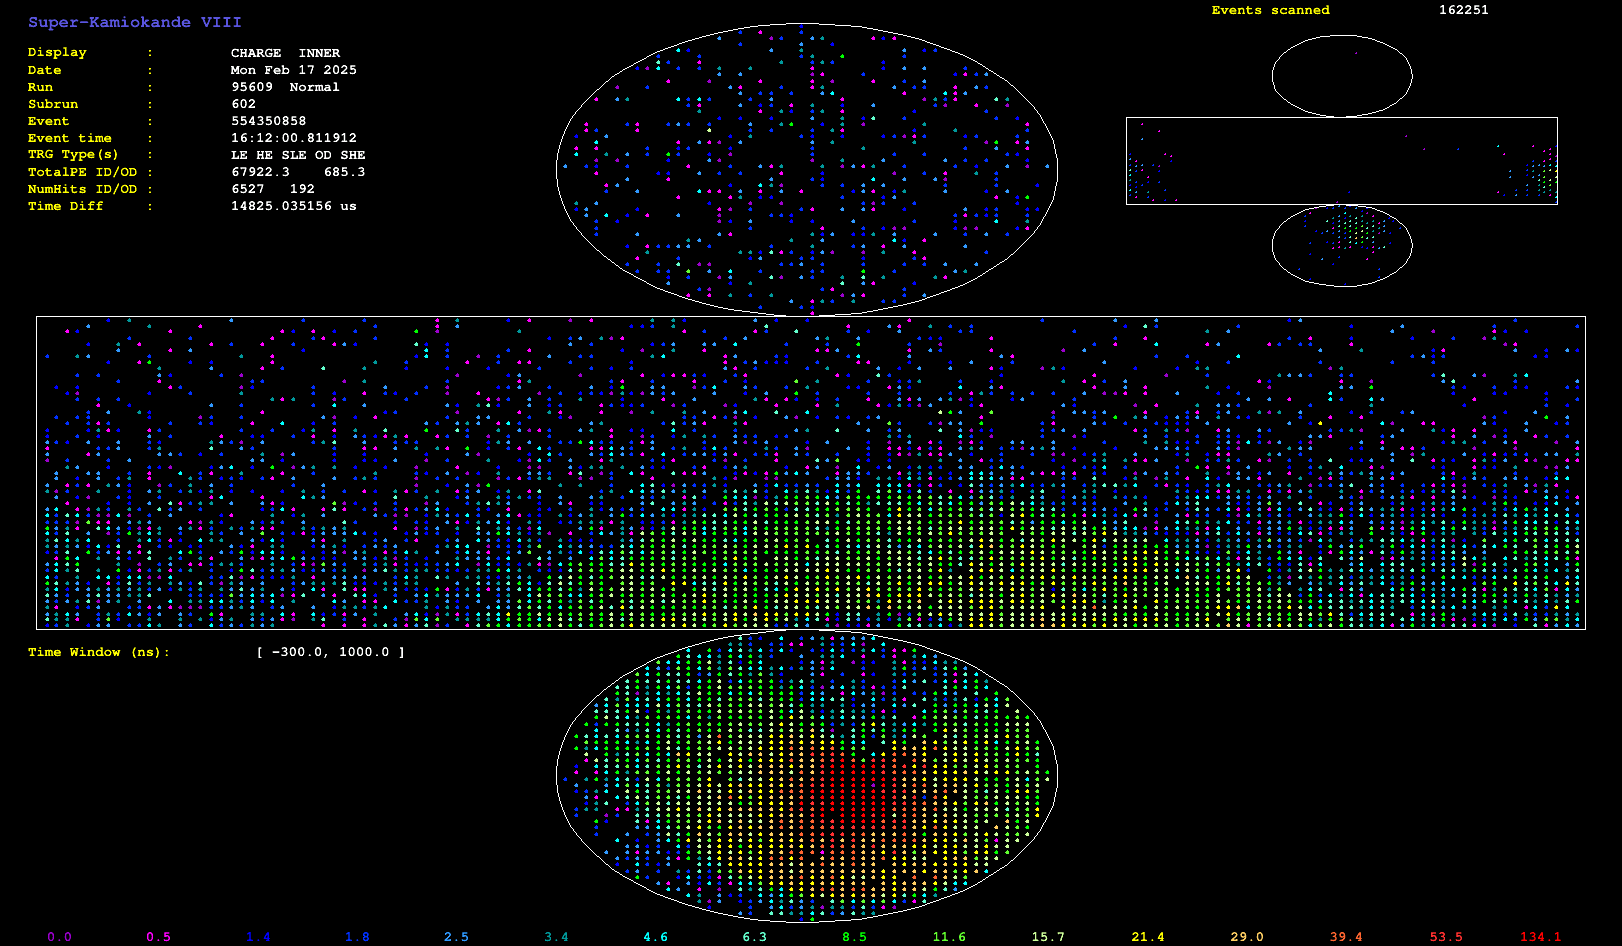 Super-Kamiokande VIII
Events scanned 162251
Display : CHARGE INNER
Date : Mon Feb 17 2025
Run : 95609 Normal
Subrun : 602
Event : 554350858
Event time : 16:12:00.811912
TRG Type(s) : LE HE SLE OD SHE
TotalPE ID/OD : 67922.3 685.3
NumHits ID/OD : 6527 192
Time Diff : 14825.035156 us
Time Window (ns): [ -300.0, 1000.0 ]
0.0 0.5 1.4 1.8 2.5 3.4 4.6 6.3 8.5 11.6 15.7 21.4 29.0 39.4 53.5 134.1